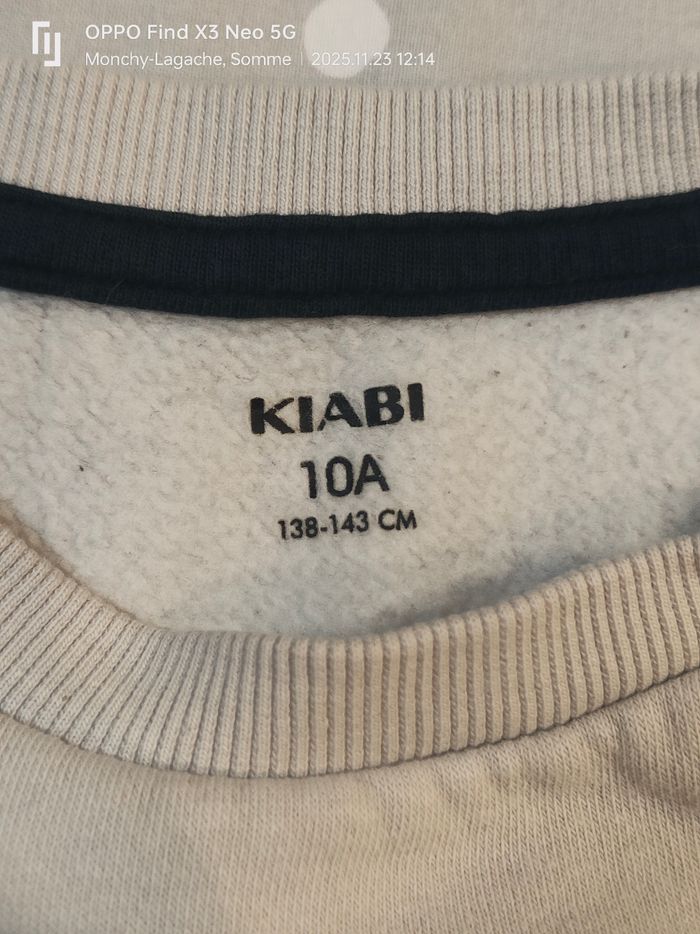 OPPO Find X3 Neo 5G
Monchy-Lagache, Somme | 2025.11.23 12:14
KIABI
10A
138-143 CM